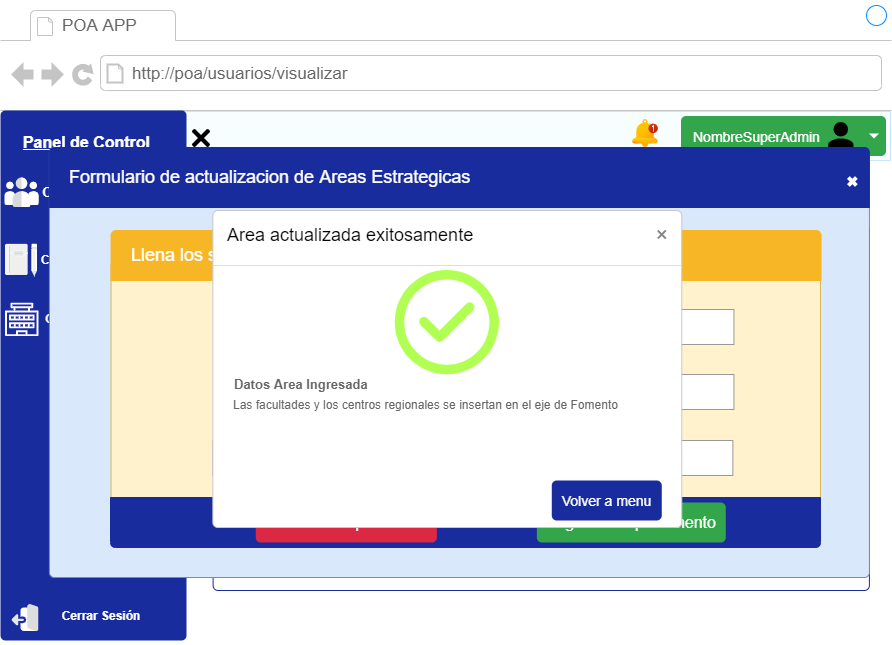 POA APP
http://poa/usuarios/visualizar
Panel de Control
1
NombreSuperAdmin
Formulario de actualizacion de Areas Estrategicas
Llena los
Area actualizada exitosamente
Datos Area Ingresada
Las facultades y los centros regionales se insertan en el eje de Fomento
Volver a menu
Cerrar Sesión